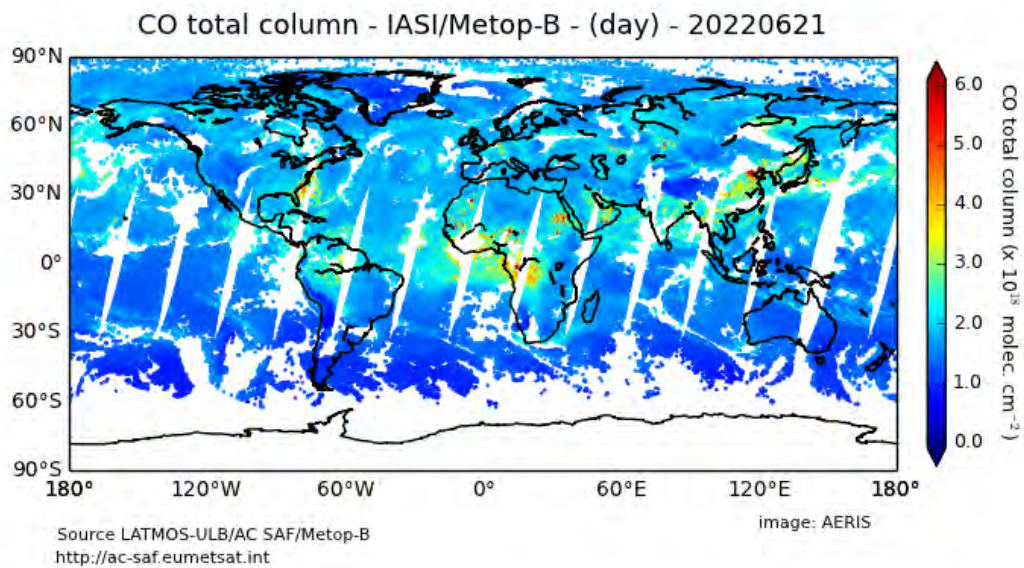 CO total column - IASI/Metop-B - (day) - 20220621
90°N
60°N
30°N
0°
30°S
60°S
90°S
180°
120°W
60°W
0°
60°E
120°E
180°
6.0
5.0
4.0
3.0
2.0
1.0
0.0
CO total column (x 10¹⁸ molec. cm⁻²)
Source LATMOS-ULB/AC SAF/Metop-B
http://ac-saf.eumetsat.int
image: AERIS